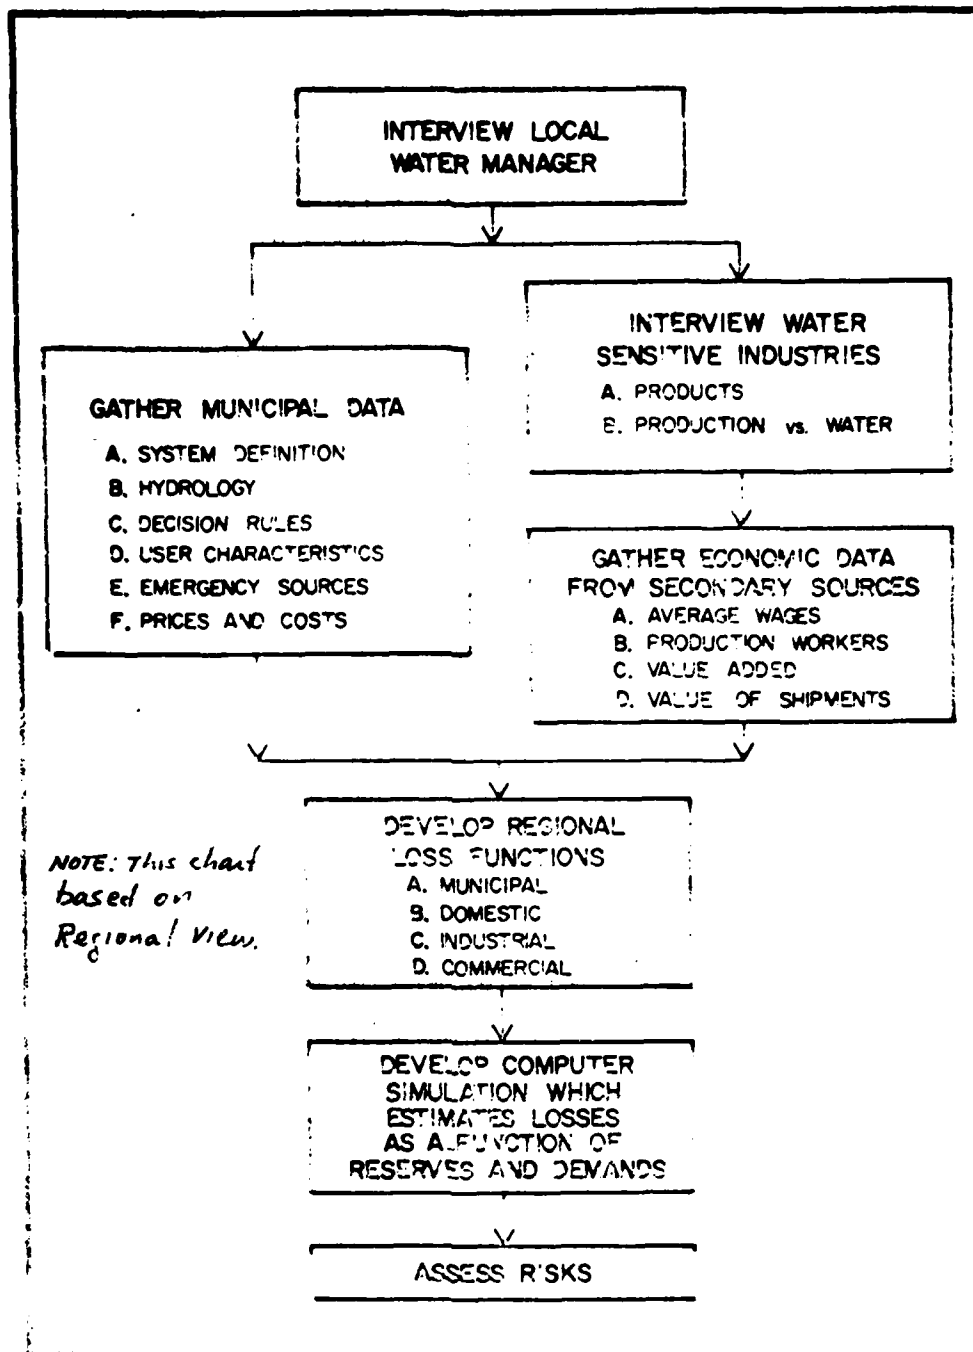 INTERVIEW LOCAL
WATER MANAGER
GATHER MUNICIPAL DATA
A. SYSTEM DEFINITION
B. HYDROLOGY
C. DECISION RULES
D. USER CHARACTERISTICS
E. EMERGENCY SOURCES
F. PRICES AND COSTS
INTERVIEW WATER
SENSITIVE INDUSTRIES
A. PRODUCTS
B. PRODUCTION vs. WATER
GATHER ECONOMIC DATA
FROM SECONDARY SOURCES
A. AVERAGE WAGES
B. PRODUCTION WORKERS
C. VALUE ADDED
D. VALUE OF SHIPMENTS
DEVELOP REGIONAL
LOSS FUNCTIONS
A. MUNICIPAL
B. DOMESTIC
C. INDUSTRIAL
D. COMMERCIAL
NOTE: This chart
based on
Regional View.
DEVELOP COMPUTER
SIMULATION WHICH
ESTIMATES LOSSES
AS A FUNCTION OF
RESERVES AND DEMANDS
ASSESS RISKS